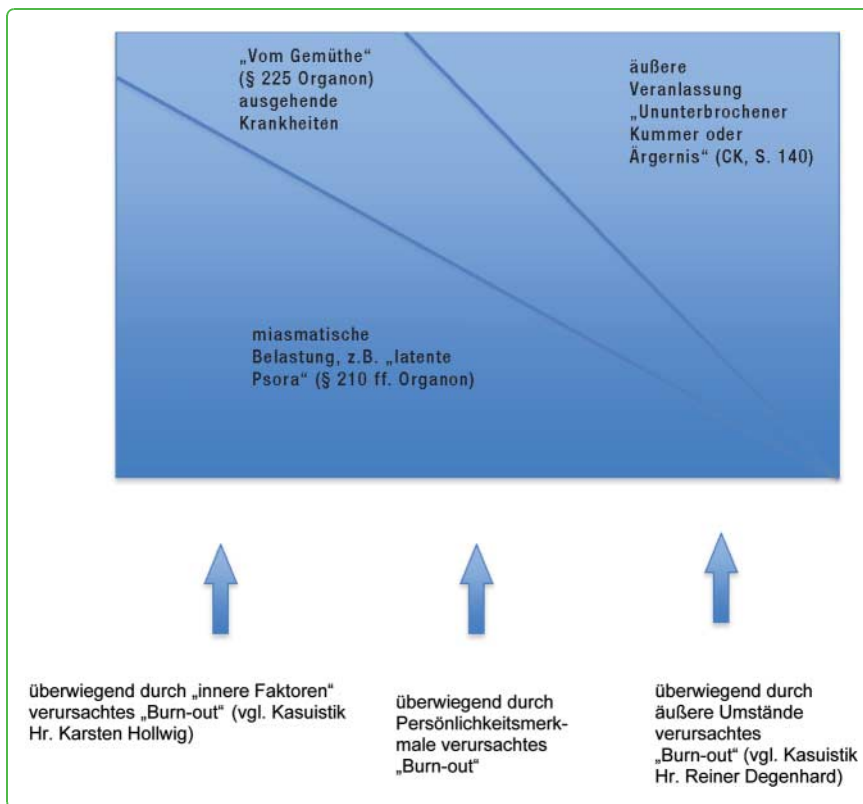 „Vom Gemüthe“
(§ 225 Organon)
ausgehende
Krankheiten
äußere
Veranlassung
„Ununterbrochener
Kummer oder
Ärgernis“ (CK, S. 140)
miasmatische
Belastung, z.B. „latente
Psora“ (§ 210 ff. Organon)
überwiegend durch „innere Faktoren“
verursachtes „Burn-out“ (vgl. Kasuistik
Hr. Karsten Hollwig)
überwiegend durch
Persönlichkeitsmerk-
male verursachtes
„Burn-out“
überwiegend durch
äußere Umstände
verursachtes
„Burn-out“ (vgl. Kasuistik
Hr. Reiner Degenhard)